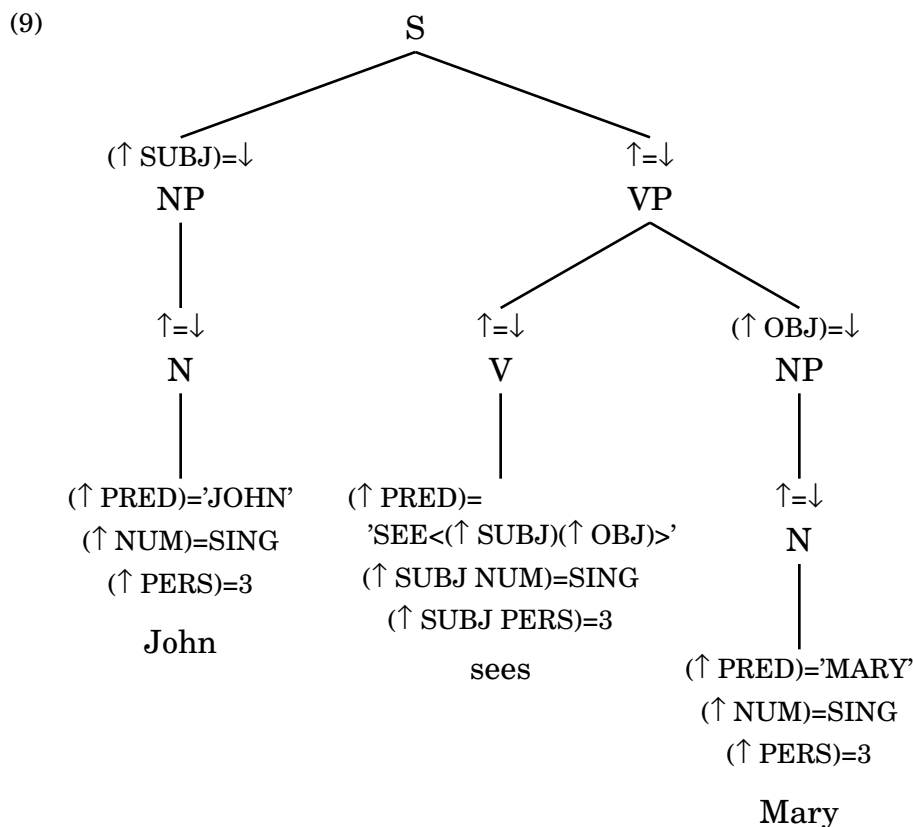 (9)
S
(↑ SUBJ)=↓
NP
↑=↓
VP
↑=↓
N
↑=↓
V
(↑ OBJ)=↓
NP
(↑ PRED)='JOHN'
(↑ NUM)=SING
(↑ PERS)=3
John
(↑ PRED)=
'SEE<(↑ SUBJ)(↑ OBJ)>'
(↑ SUBJ NUM)=SING
(↑ SUBJ PERS)=3
sees
↑=↓
N
(↑ PRED)='MARY'
(↑ NUM)=SING
(↑ PERS)=3
Mary